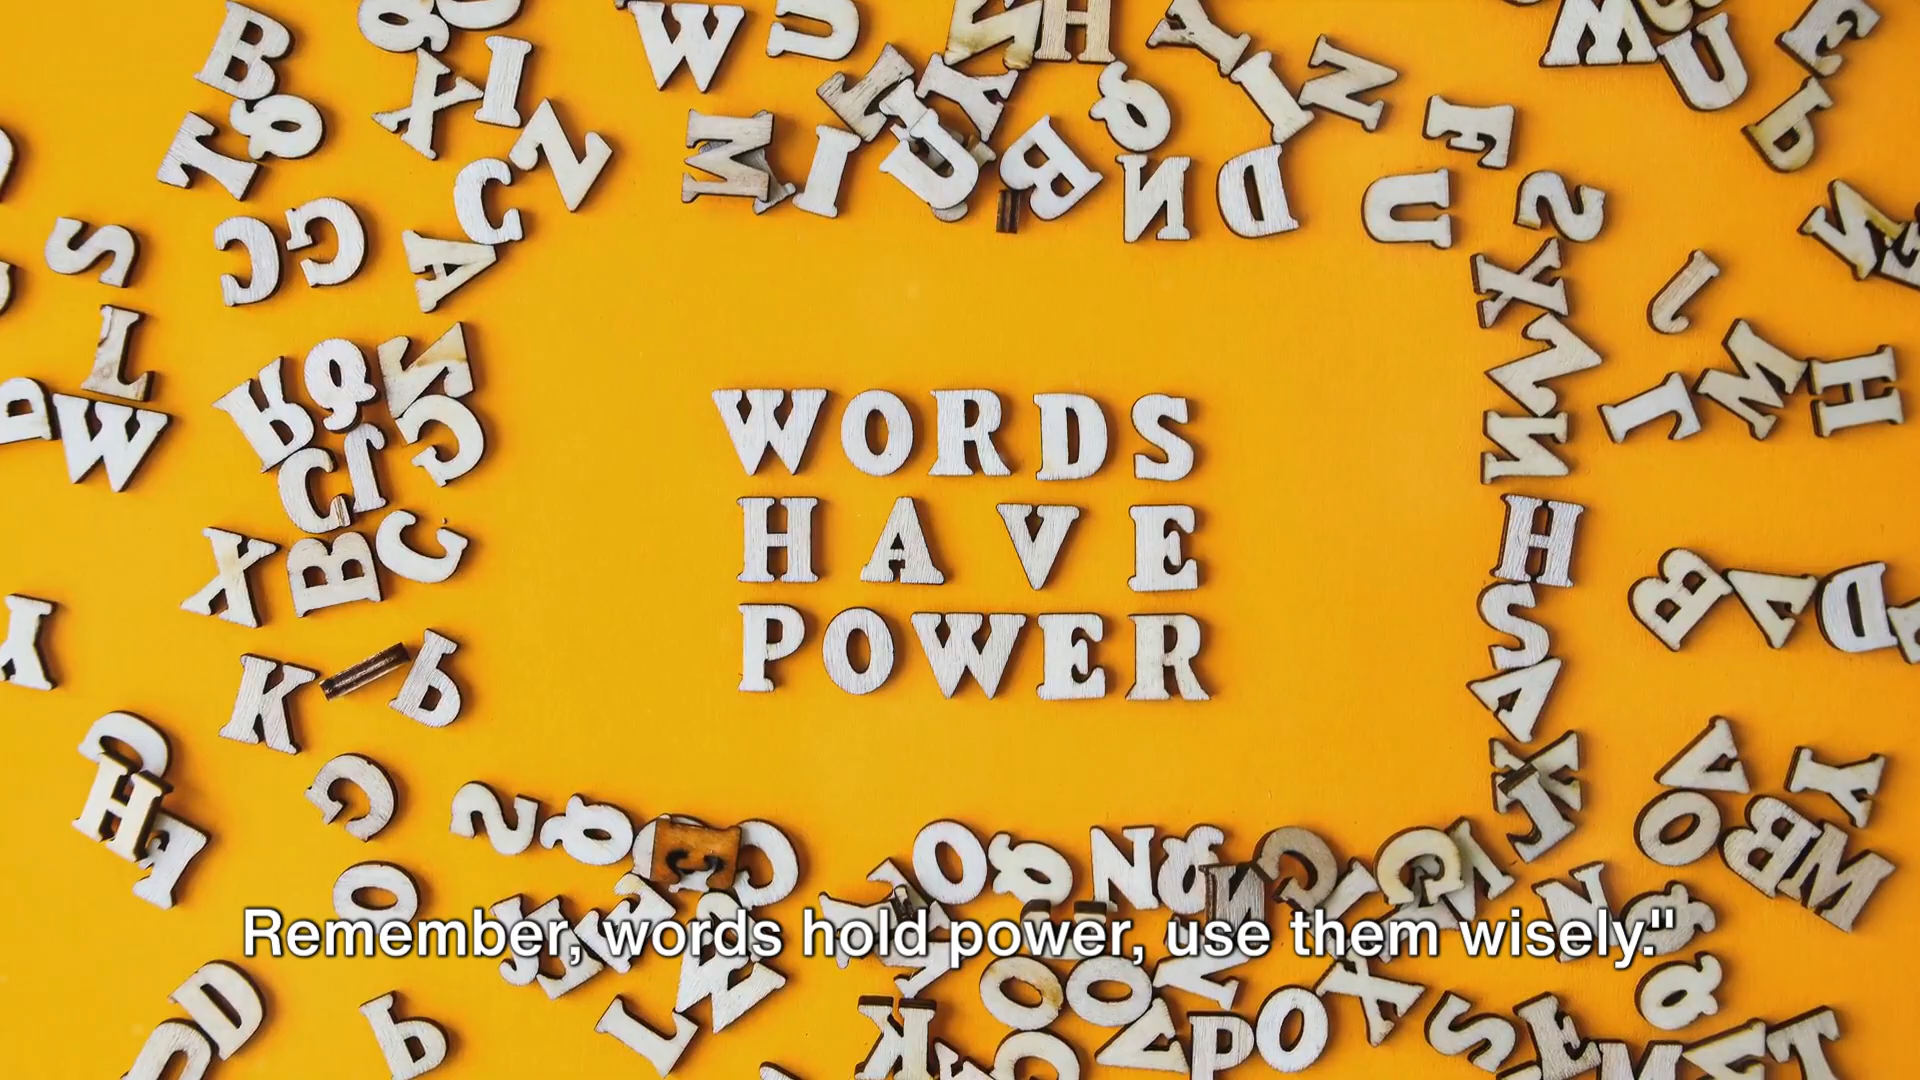 WORDS
HAVE
POWER
Remember, words hold power, use them wisely."